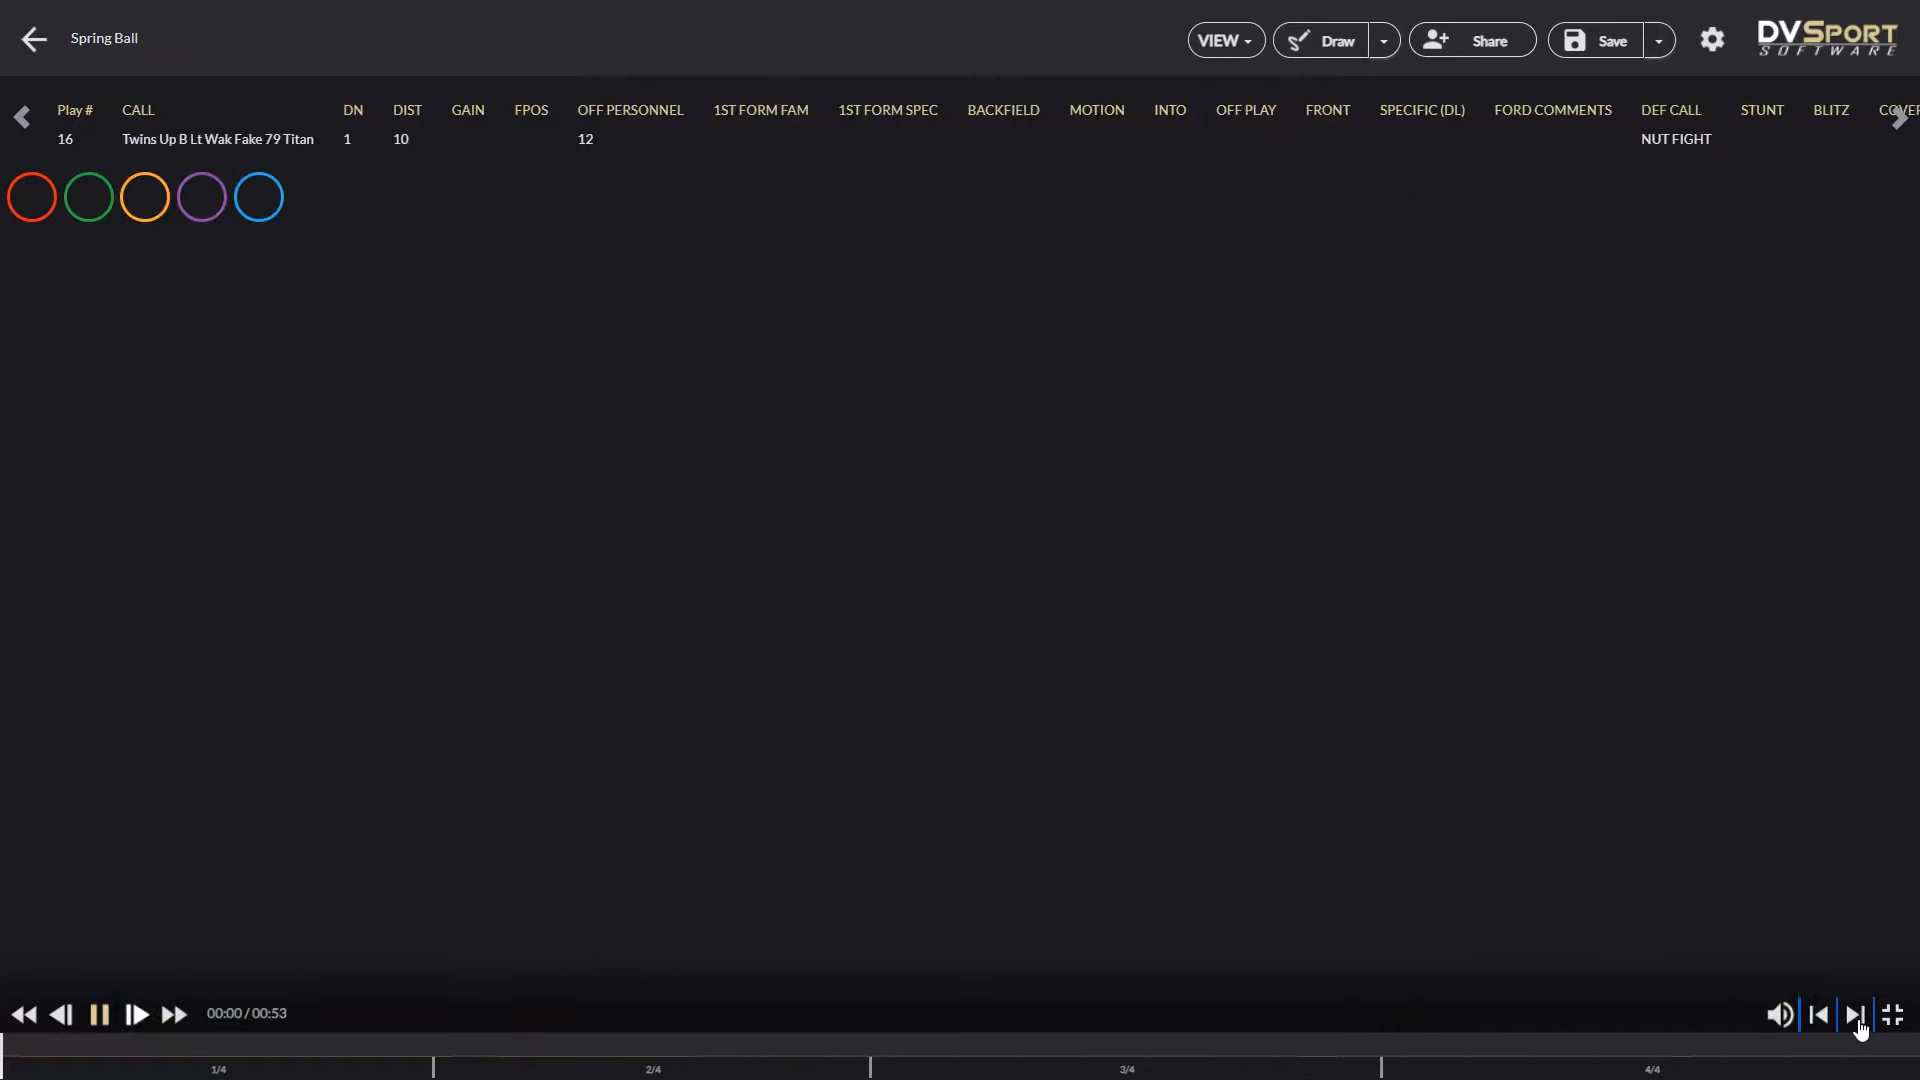 Spring Ball
VIEW
Draw
Share
Save
DVSPORT
SOFTWARE
Play # CALL DN DIST GAIN FPOS OFF PERSONNEL 1ST FORM FAM 1ST FORM SPEC BACKFIELD MOTION INTO OFF PLAY FRONT SPECIFIC (DL) FORD COMMENTS DEF CALL STUNT BLITZ
16 Twins Up B Lt Wak Fake 79 Titan 1 10 12 NUT FIGHT
00:00 / 00:53
1/4 2/4 3/4 4/4